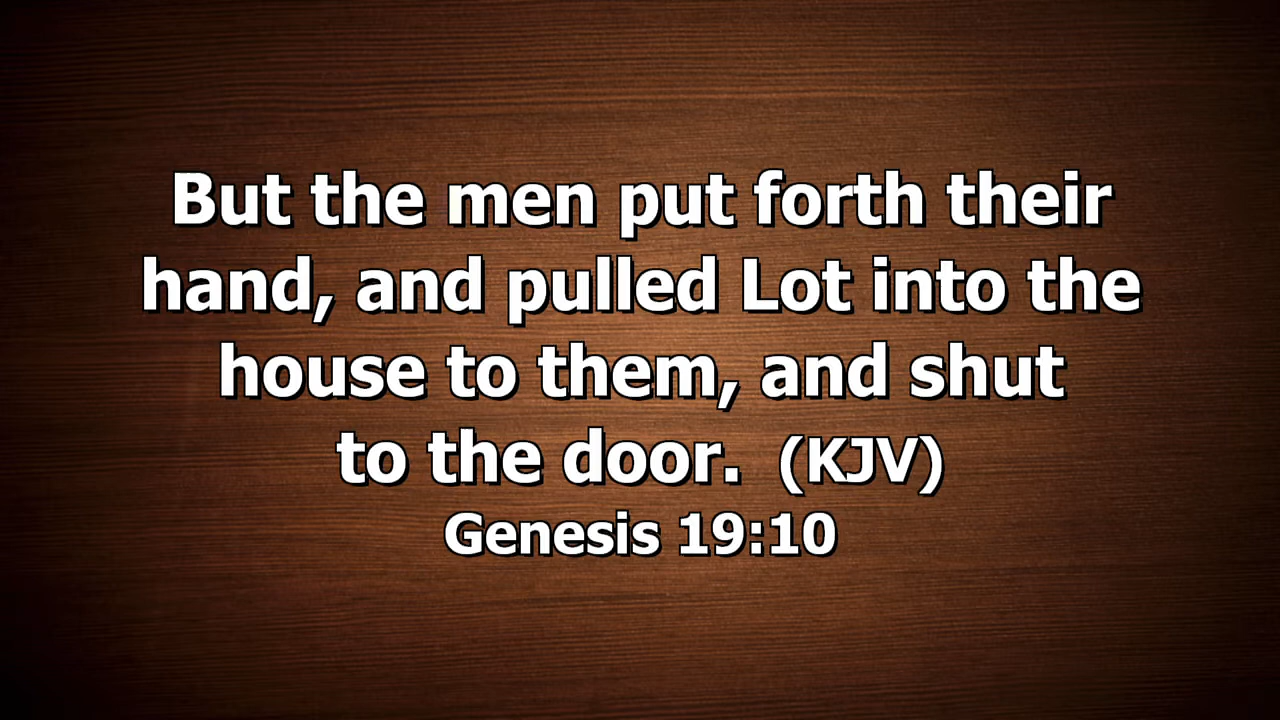 But the men put forth their
hand, and pulled Lot into the
house to them, and shut
to the door. (KJV)
Genesis 19:10